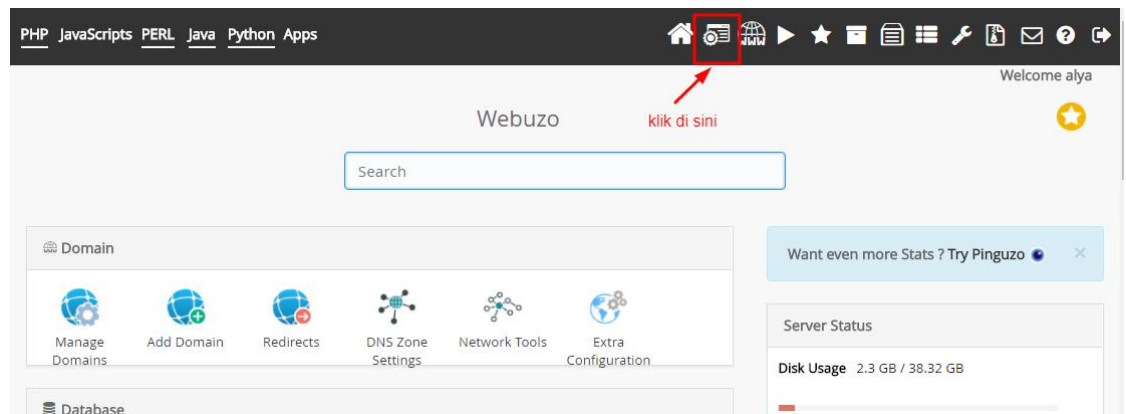 PHP JavaScripts PERL Java Python Apps
Welcome alya
Webuzo
klik di sini
Search
Domain
Want even more Stats ? Try Pinguzo
Manage Domains
Add Domain
Redirects
DNS Zone Settings
Network Tools
Extra Configuration
Server Status
Disk Usage 2.3 GB / 38.32 GB
Database